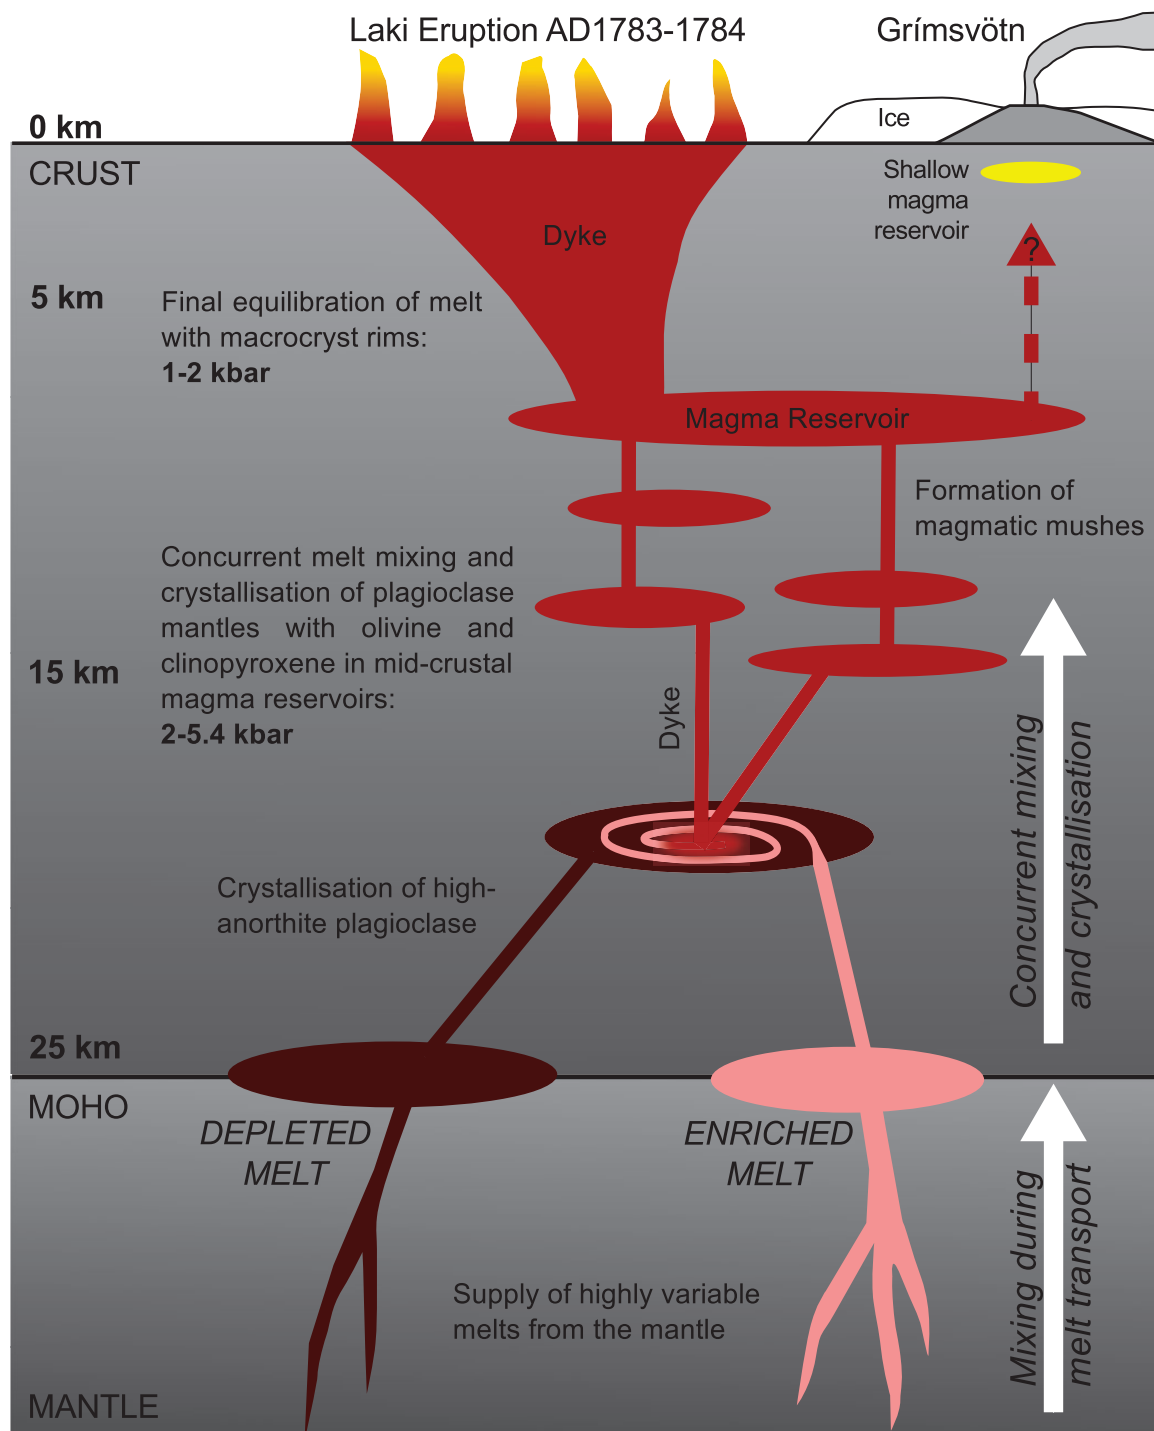 Laki Eruption AD1783-1784
Grímsvötn
Ice
0 km
CRUST
Shallow
magma
reservoir
Dyke
?
5 km
Final equilibration of melt
with macrocryst rims:
1-2 kbar
Magma Reservoir
Formation of
magmatic mushes
Concurrent melt mixing and
crystallisation of plagioclase
mantles with olivine and
clinopyroxene in mid-crustal
magma reservoirs:
2-5.4 kbar
15 km
Dyke
Concurrent mixing
and crystallisation
Crystallisation of high-
anorthite plagioclase
25 km
MOHO
DEPLETED
MELT
ENRICHED
MELT
Mixing during
melt transport
Supply of highly variable
melts from the mantle
MANTLE